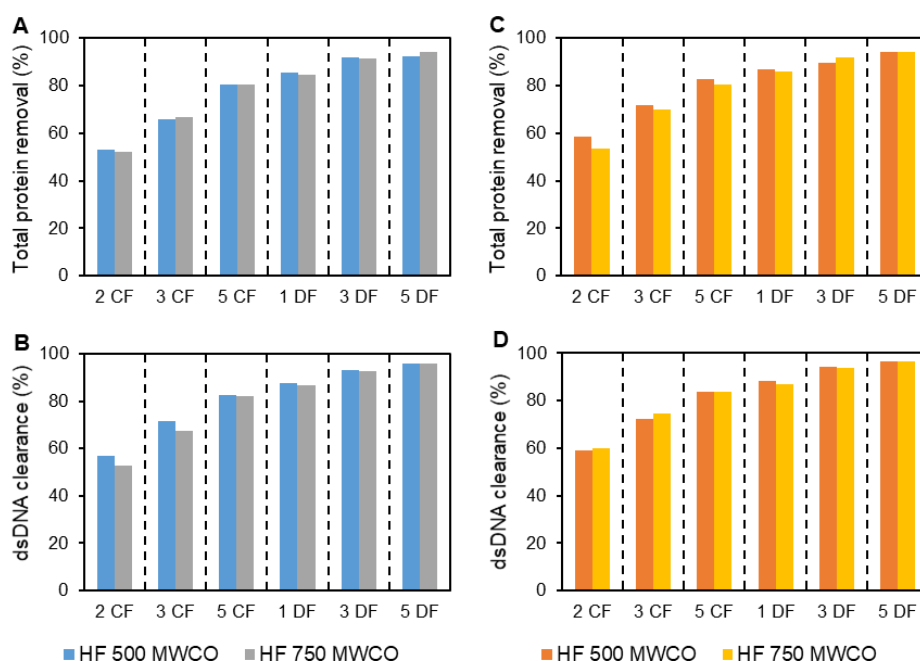 A
Total protein removal (%)
100
80
60
40
20
0
2 CF 3 CF 5 CF 1 DF 3 DF 5 DF
C
Total protein removal (%)
100
80
60
40
20
0
2 CF 3 CF 5 CF 1 DF 3 DF 5 DF
B
dsDNA clearance (%)
100
80
60
40
20
0
2 CF 3 CF 5 CF 1 DF 3 DF 5 DF
HF 500 MWCO HF 750 MWCO
D
dsDNA clearance (%)
100
80
60
40
20
0
2 CF 3 CF 5 CF 1 DF 3 DF 5 DF
HF 500 MWCO HF 750 MWCO